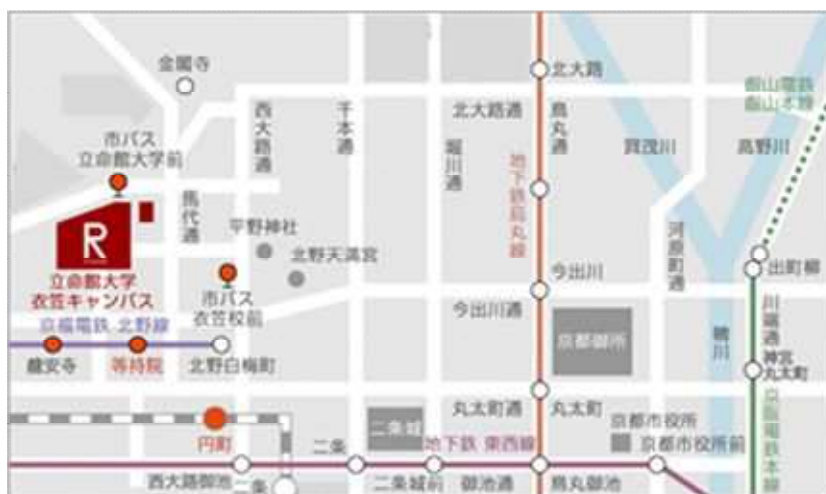 金閣寺
市バス
立命館大学前
西大路通
千本通
馬代通
北大路
北大路通
烏丸通
堀川通
地下鉄烏丸線
賀茂川
高野川
叡山電鉄
叡山本線
R
立命館大学
衣笠キャンパス
平野神社
北野天満宮
市バス
衣笠校前
河原町通
出町柳
今出川
今出川通
川端通
鴨川
京都御所
神宮
丸太町
京福電鉄 北野線
龍安寺
等持院
北野白梅町
丸太町通
丸太町
京阪電鉄本線
円町
二条
二条城
地下鉄 東西線
京都市役所
京都市役所前
西大路御池
二条
二条城前
御池通
烏丸御池